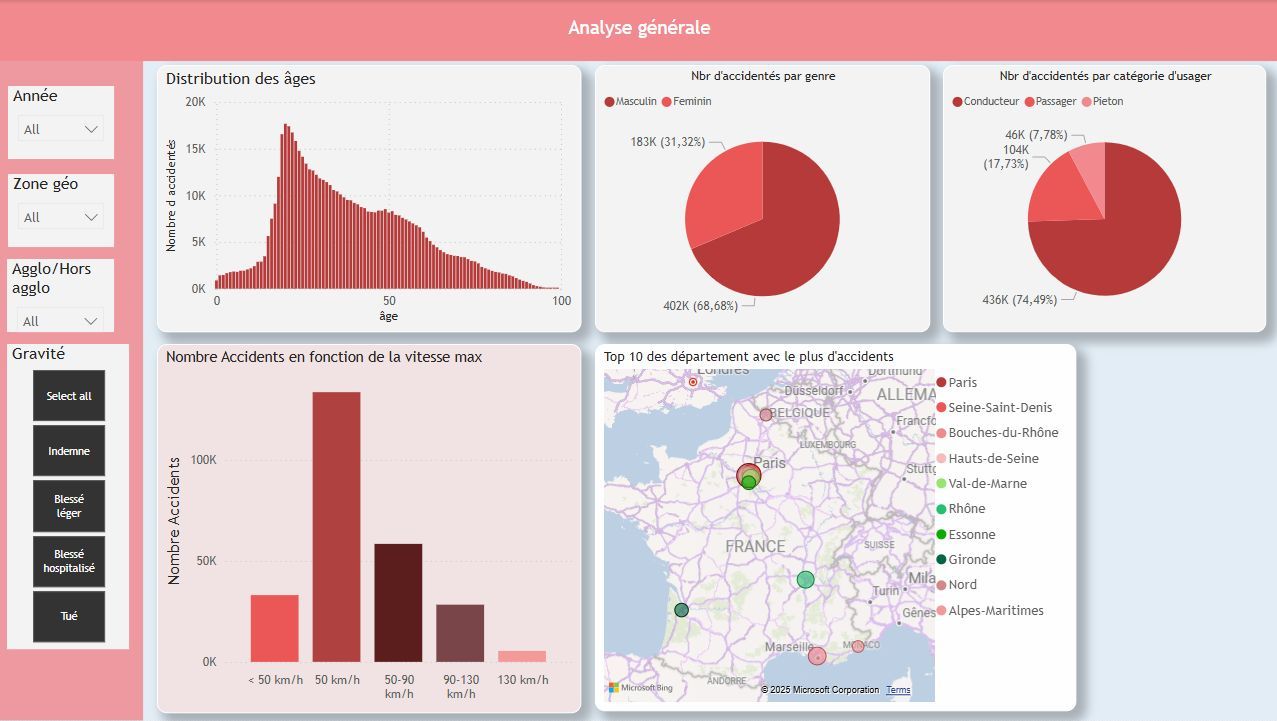 Analyse générale
Année
All
Zone géo
All
Agglo/Hors
agglo
All
Gravité
Select all
Indemne
Blessé
léger
Blessé
hospitalisé
Tué
Distribution des âges
Nombre d accidentés
20K
15K
10K
5K
0K
0
50
100
âge
Nbr d'accidentés par genre
Masculin
Feminin
183K (31,32%)
402K (68,68%)
Nbr d'accidentés par catégorie d'usager
Conducteur
Passager
Pieton
46K (7,78%)
104K
(17,73%)
436K (74,49%)
Nombre Accidents en fonction de la vitesse max
Nombre Accidents
100K
50K
0K
< 50 km/h
50 km/h
50-90
km/h
90-130
km/h
130 km/h
Top 10 des département avec le plus d'accidents
Londres
Dortmund
Düsseldorf
ALLEMA
BELGIQUE
Francfo
LUXEMBOURG
Paris
Stuttg
FRANCE
SUISSE
Mila
Turin
Gênes
Marseille
MONACO
ANDORRE
Microsoft Bing
© 2025 Microsoft Corporation
Terms
Paris
Seine-Saint-Denis
Bouches-du-Rhône
Hauts-de-Seine
Val-de-Marne
Rhône
Essonne
Gironde
Nord
Alpes-Maritimes